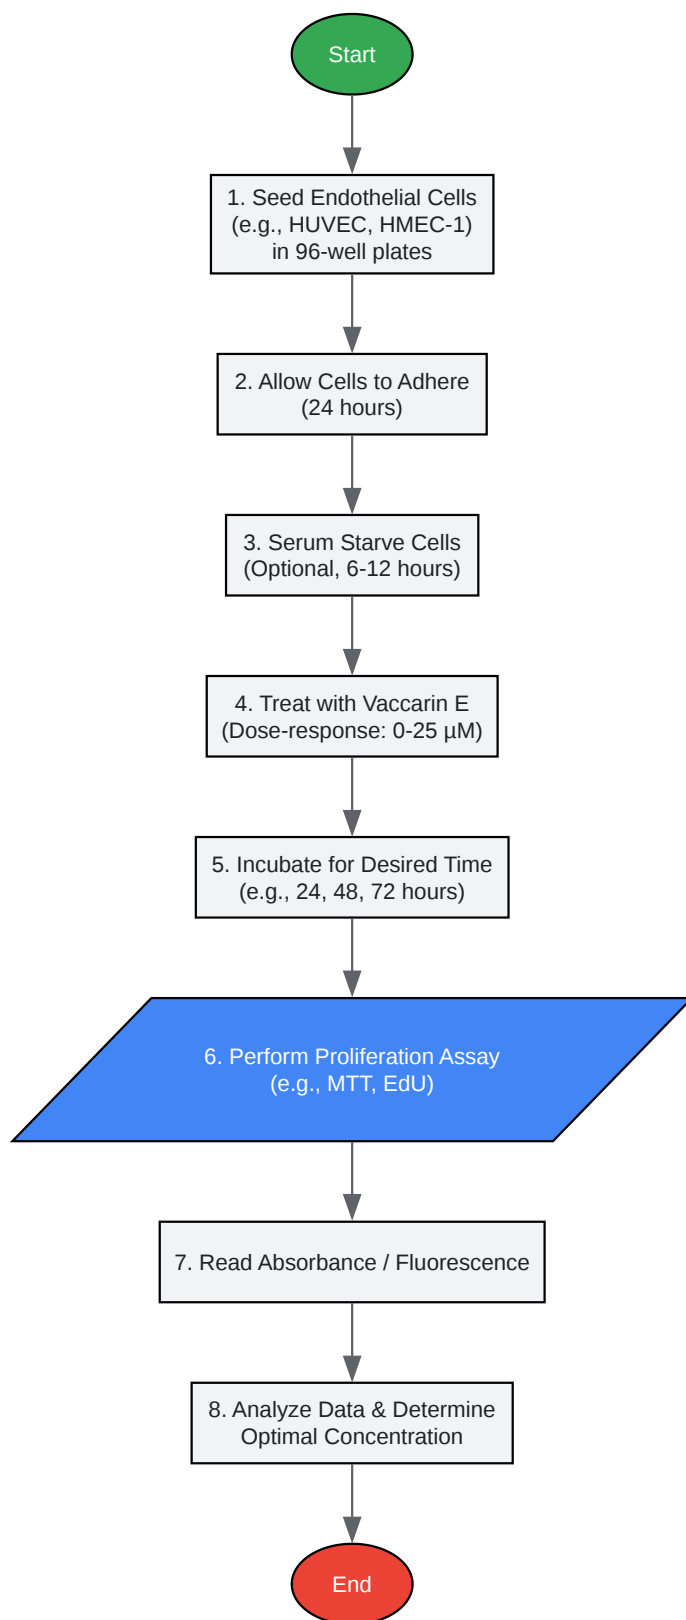 Start
1. Seed Endothelial Cells
(e.g., HUVEC, HMEC-1)
in 96-well plates
2. Allow Cells to Adhere
(24 hours)
3. Serum Starve Cells
(Optional, 6-12 hours)
4. Treat with Vaccarin E
(Dose-response: 0-25 µM)
5. Incubate for Desired Time
(e.g., 24, 48, 72 hours)
6. Perform Proliferation Assay
(e.g., MTT, EdU)
7. Read Absorbance / Fluorescence
8. Analyze Data & Determine
Optimal Concentration
End